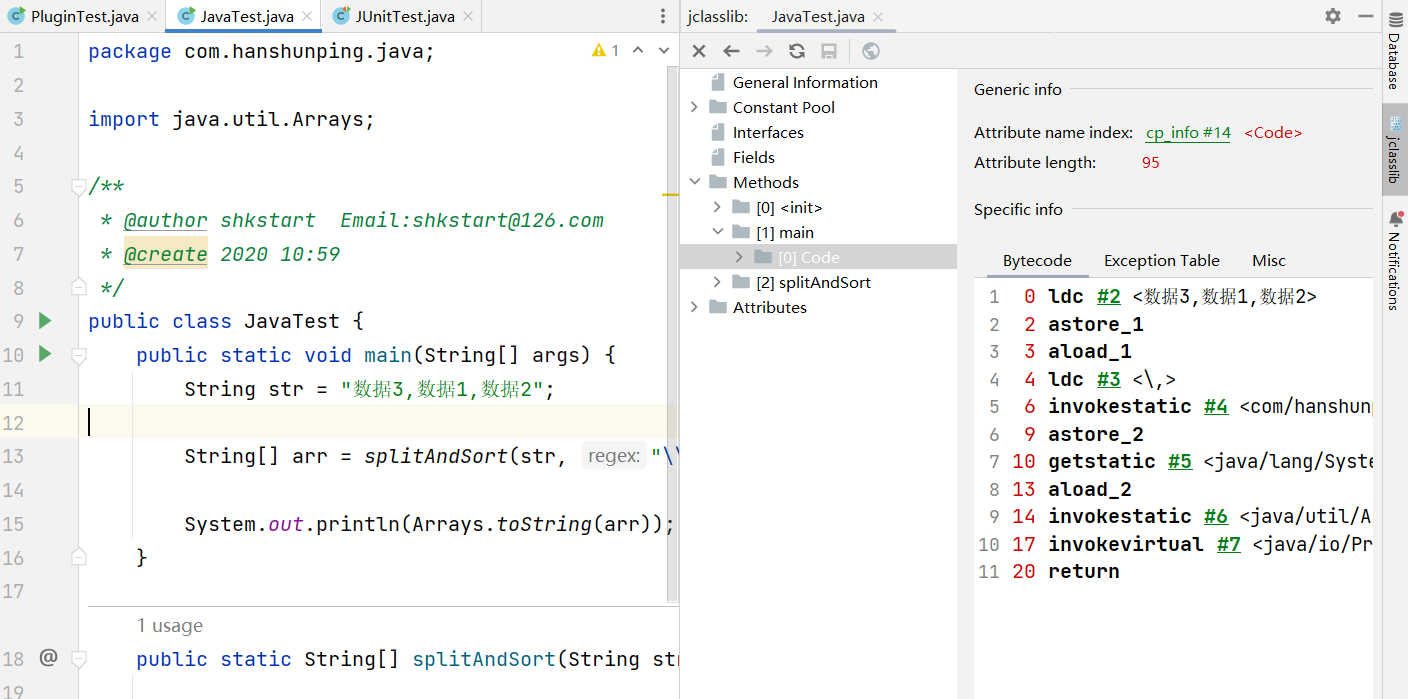 PluginTest.java JavaTest.java JUnitTest.java
1 package com.hanshunping.java; 1
2
3 import java.util.Arrays;
4
5 /**
6 * @author shkstart Email:shkstart@126.com
7 * @create 2020 10:59
8 */
9 public class JavaTest {
10 public static void main(String[] args) {
11 String str = "数据3,数据1,数据2";
12
13 String[] arr = splitAndSort(str, regex: "\\
14
15 System.out.println(Arrays.toString(arr));
16 }
17
1 usage
18 @ public static String[] splitAndSort(String str
19
jclasslib: JavaTest.java
General Information
Constant Pool
Interfaces
Fields
Methods
[0] <init>
[1] main
[0] Code
[2] splitAndSort
Attributes
Generic info
Attribute name index: cp_info #14 <Code>
Attribute length: 95
Specific info
Bytecode Exception Table Misc
1 0 ldc #2 <数据3,数据1,数据2>
2 2 astore_1
3 3 aload_1
4 4 ldc #3 <\,>
5 6 invokestatic #4 <com/hanshunp
6 9 astore_2
7 10 getstatic #5 <java/lang/Syste
8 13 aload_2
9 14 invokestatic #6 <java/util/A
10 17 invokevirtual #7 <java/io/Pr
11 20 return
Database
jclasslib
Notifications